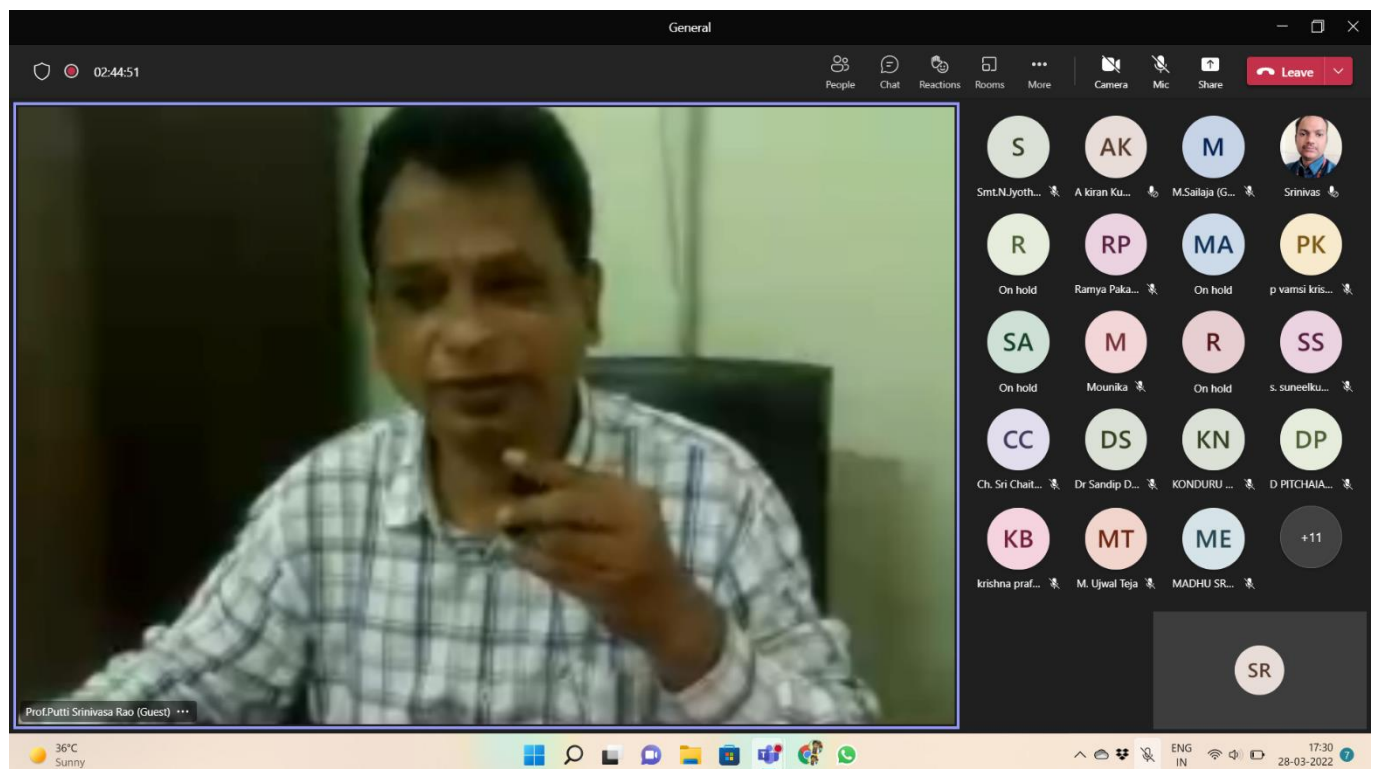 General
02:44:51
People Chat Reactions Rooms More Camera Mic Share Leave
S AK M
Smt.N.Jyoth... A kiran Ku... M.Sailaja (G... Srinivas
R RP MA PK
On hold Ramya Paka... On hold p vamsi kris...
SA M R SS
On hold Mounika On hold s. suneelku...
CC DS KN DP
Ch. Sri Chait... Dr Sandip D... KONDURU ... D PITCHAIA...
KB MT ME +11
krishna praf... M. Ujwal Teja MADHU SR...
SR
Prof.Putti Srinivasa Rao (Guest) ...
36°C
Sunny
ENG
IN
17:30
28-03-2022
7